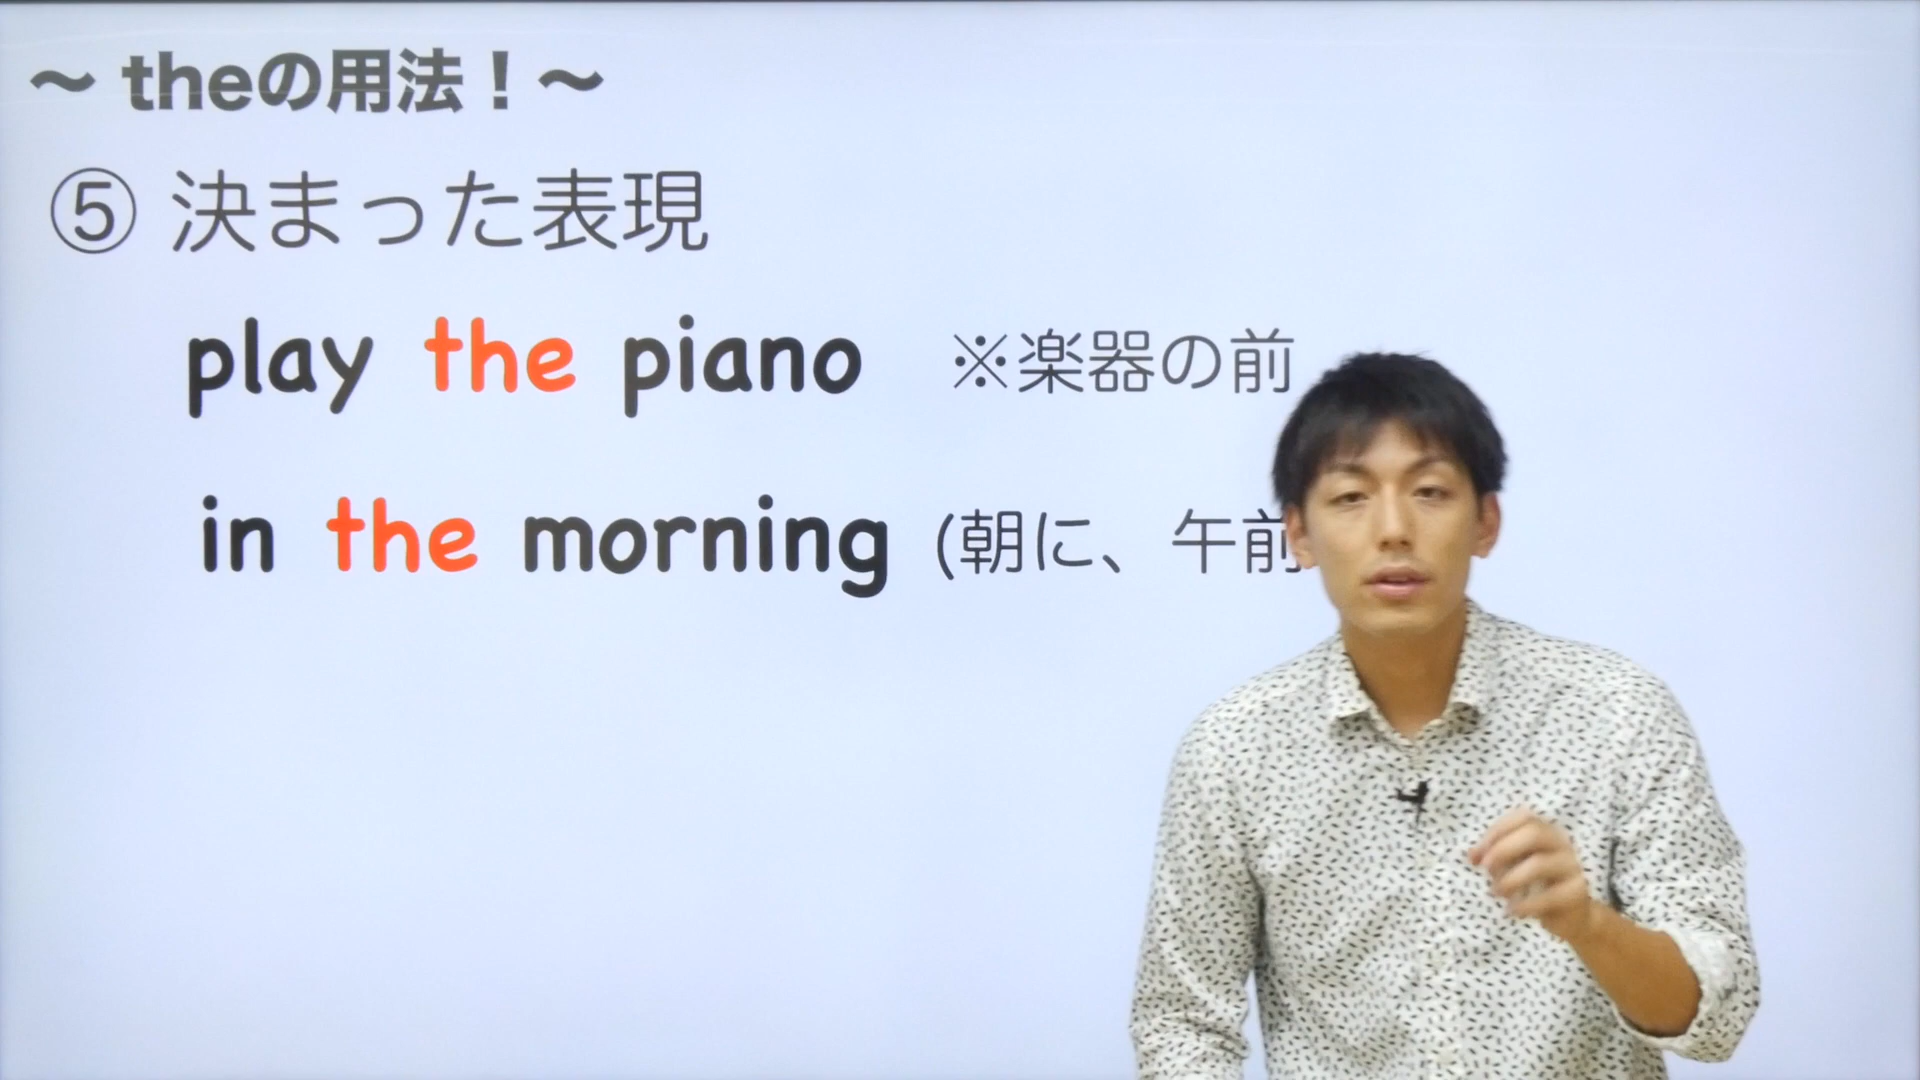 〜 theの用法！〜
⑤ 決まった表現
play the piano ※楽器の前
in the morning (朝に、午前